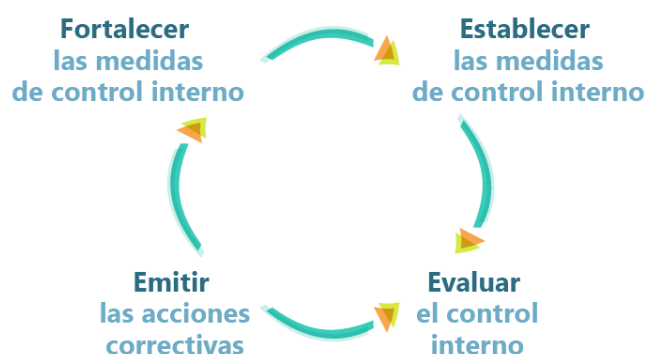 Fortalecer
las medidas
de control interno
Establecer
las medidas
de control interno
Emitir
las acciones
correctivas
Evaluar
el control
interno